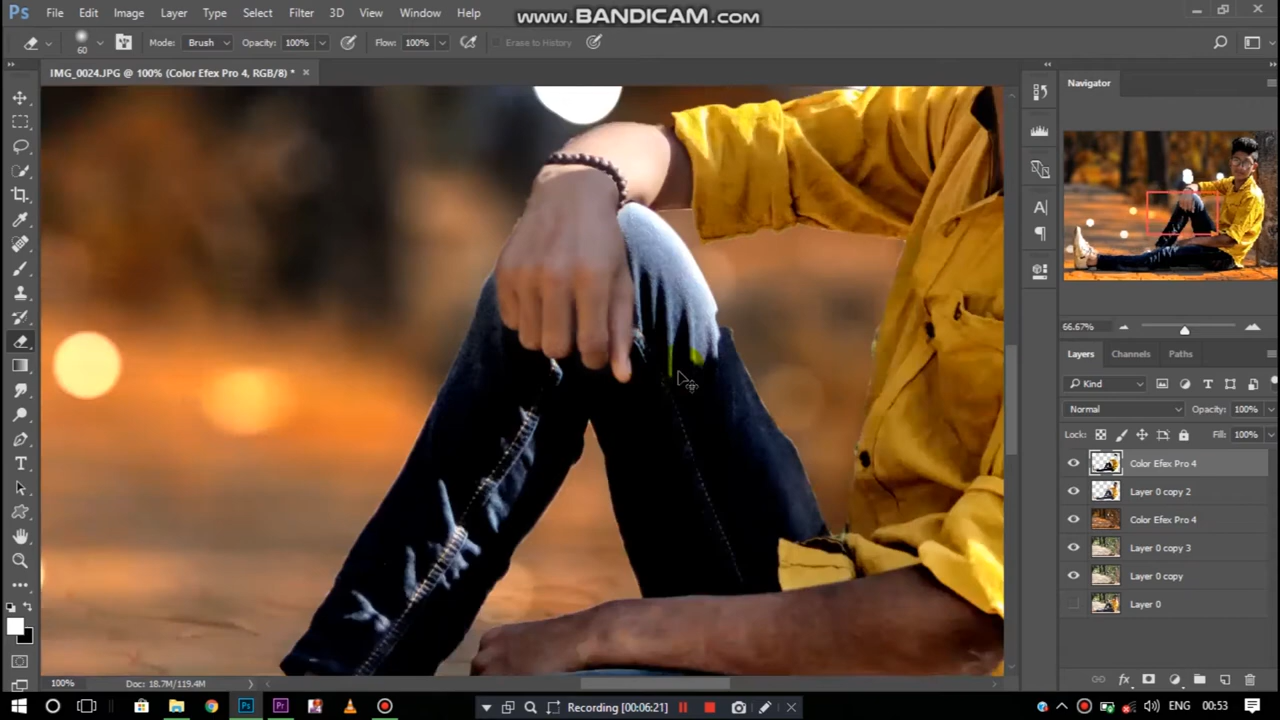 www.BANDICAM.com
Ps File Edit Image Layer Type Select Filter 3D View Window Help
60 Mode: Brush Opacity: 100% Flow: 100% Erase to History
IMG_0024.JPG @ 100% (Color Efex Pro 4, RGB/8) * ×
Navigator
66.67%
Layers Channels Paths
Kind
Normal Opacity: 100%
Lock: Fill: 100%
Color Efex Pro 4
Layer 0 copy 2
Color Efex Pro 4
Layer 0 copy 3
Layer 0 copy
Layer 0
100% Doc: 18.7M/119.4M
Recording [00:06:21]
ENG 00:53